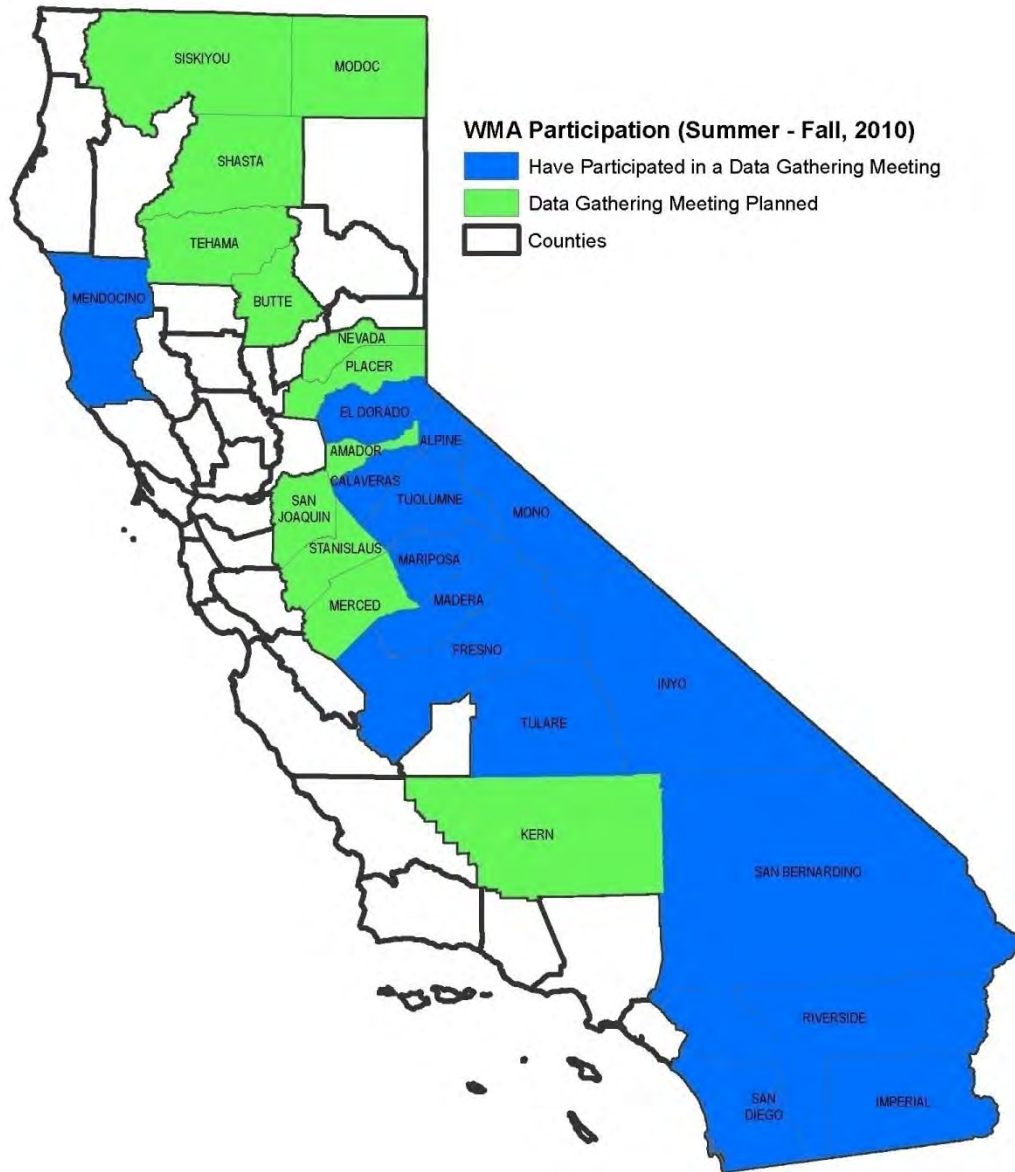 SISKIYOU
MODOC
WMA Participation (Summer - Fall, 2010)
Have Participated in a Data Gathering Meeting
Data Gathering Meeting Planned
Counties
SHASTA
TEHAMA
MENDOCINO
BUTTE
NEVADA
PLACER
EL DORADO
ALPINE
AMADOR
CALAVERAS
TUOLUMNE
SAN
JOAQUIN
MONO
STANISLAUS
MARIPOSA
MERCED
MADERA
FRESNO
INYO
TULARE
KERN
SAN BERNARDINO
RIVERSIDE
SAN
DIEGO
IMPERIAL